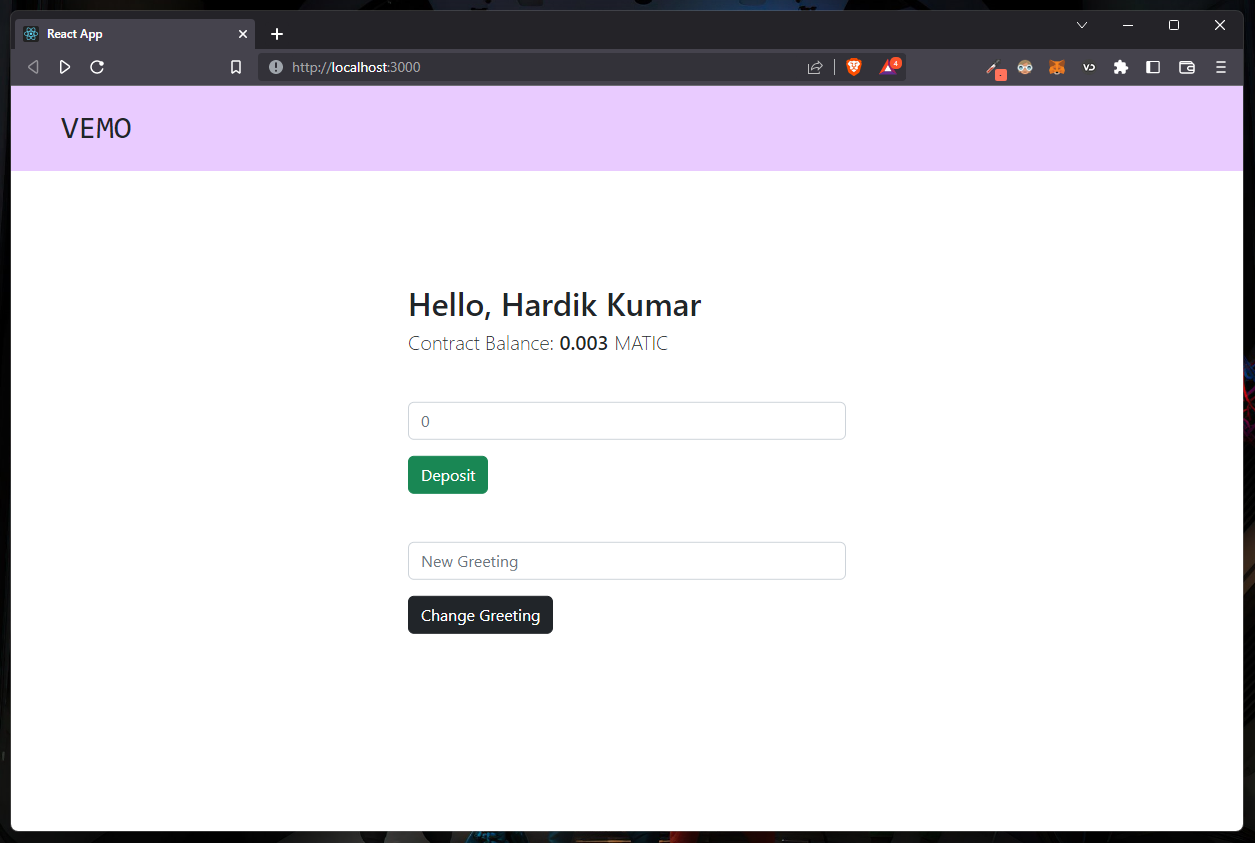 React App
http://localhost:3000
4
VEMO
Hello, Hardik Kumar
Contract Balance: 0.003 MATIC
0
Deposit
New Greeting
Change Greeting